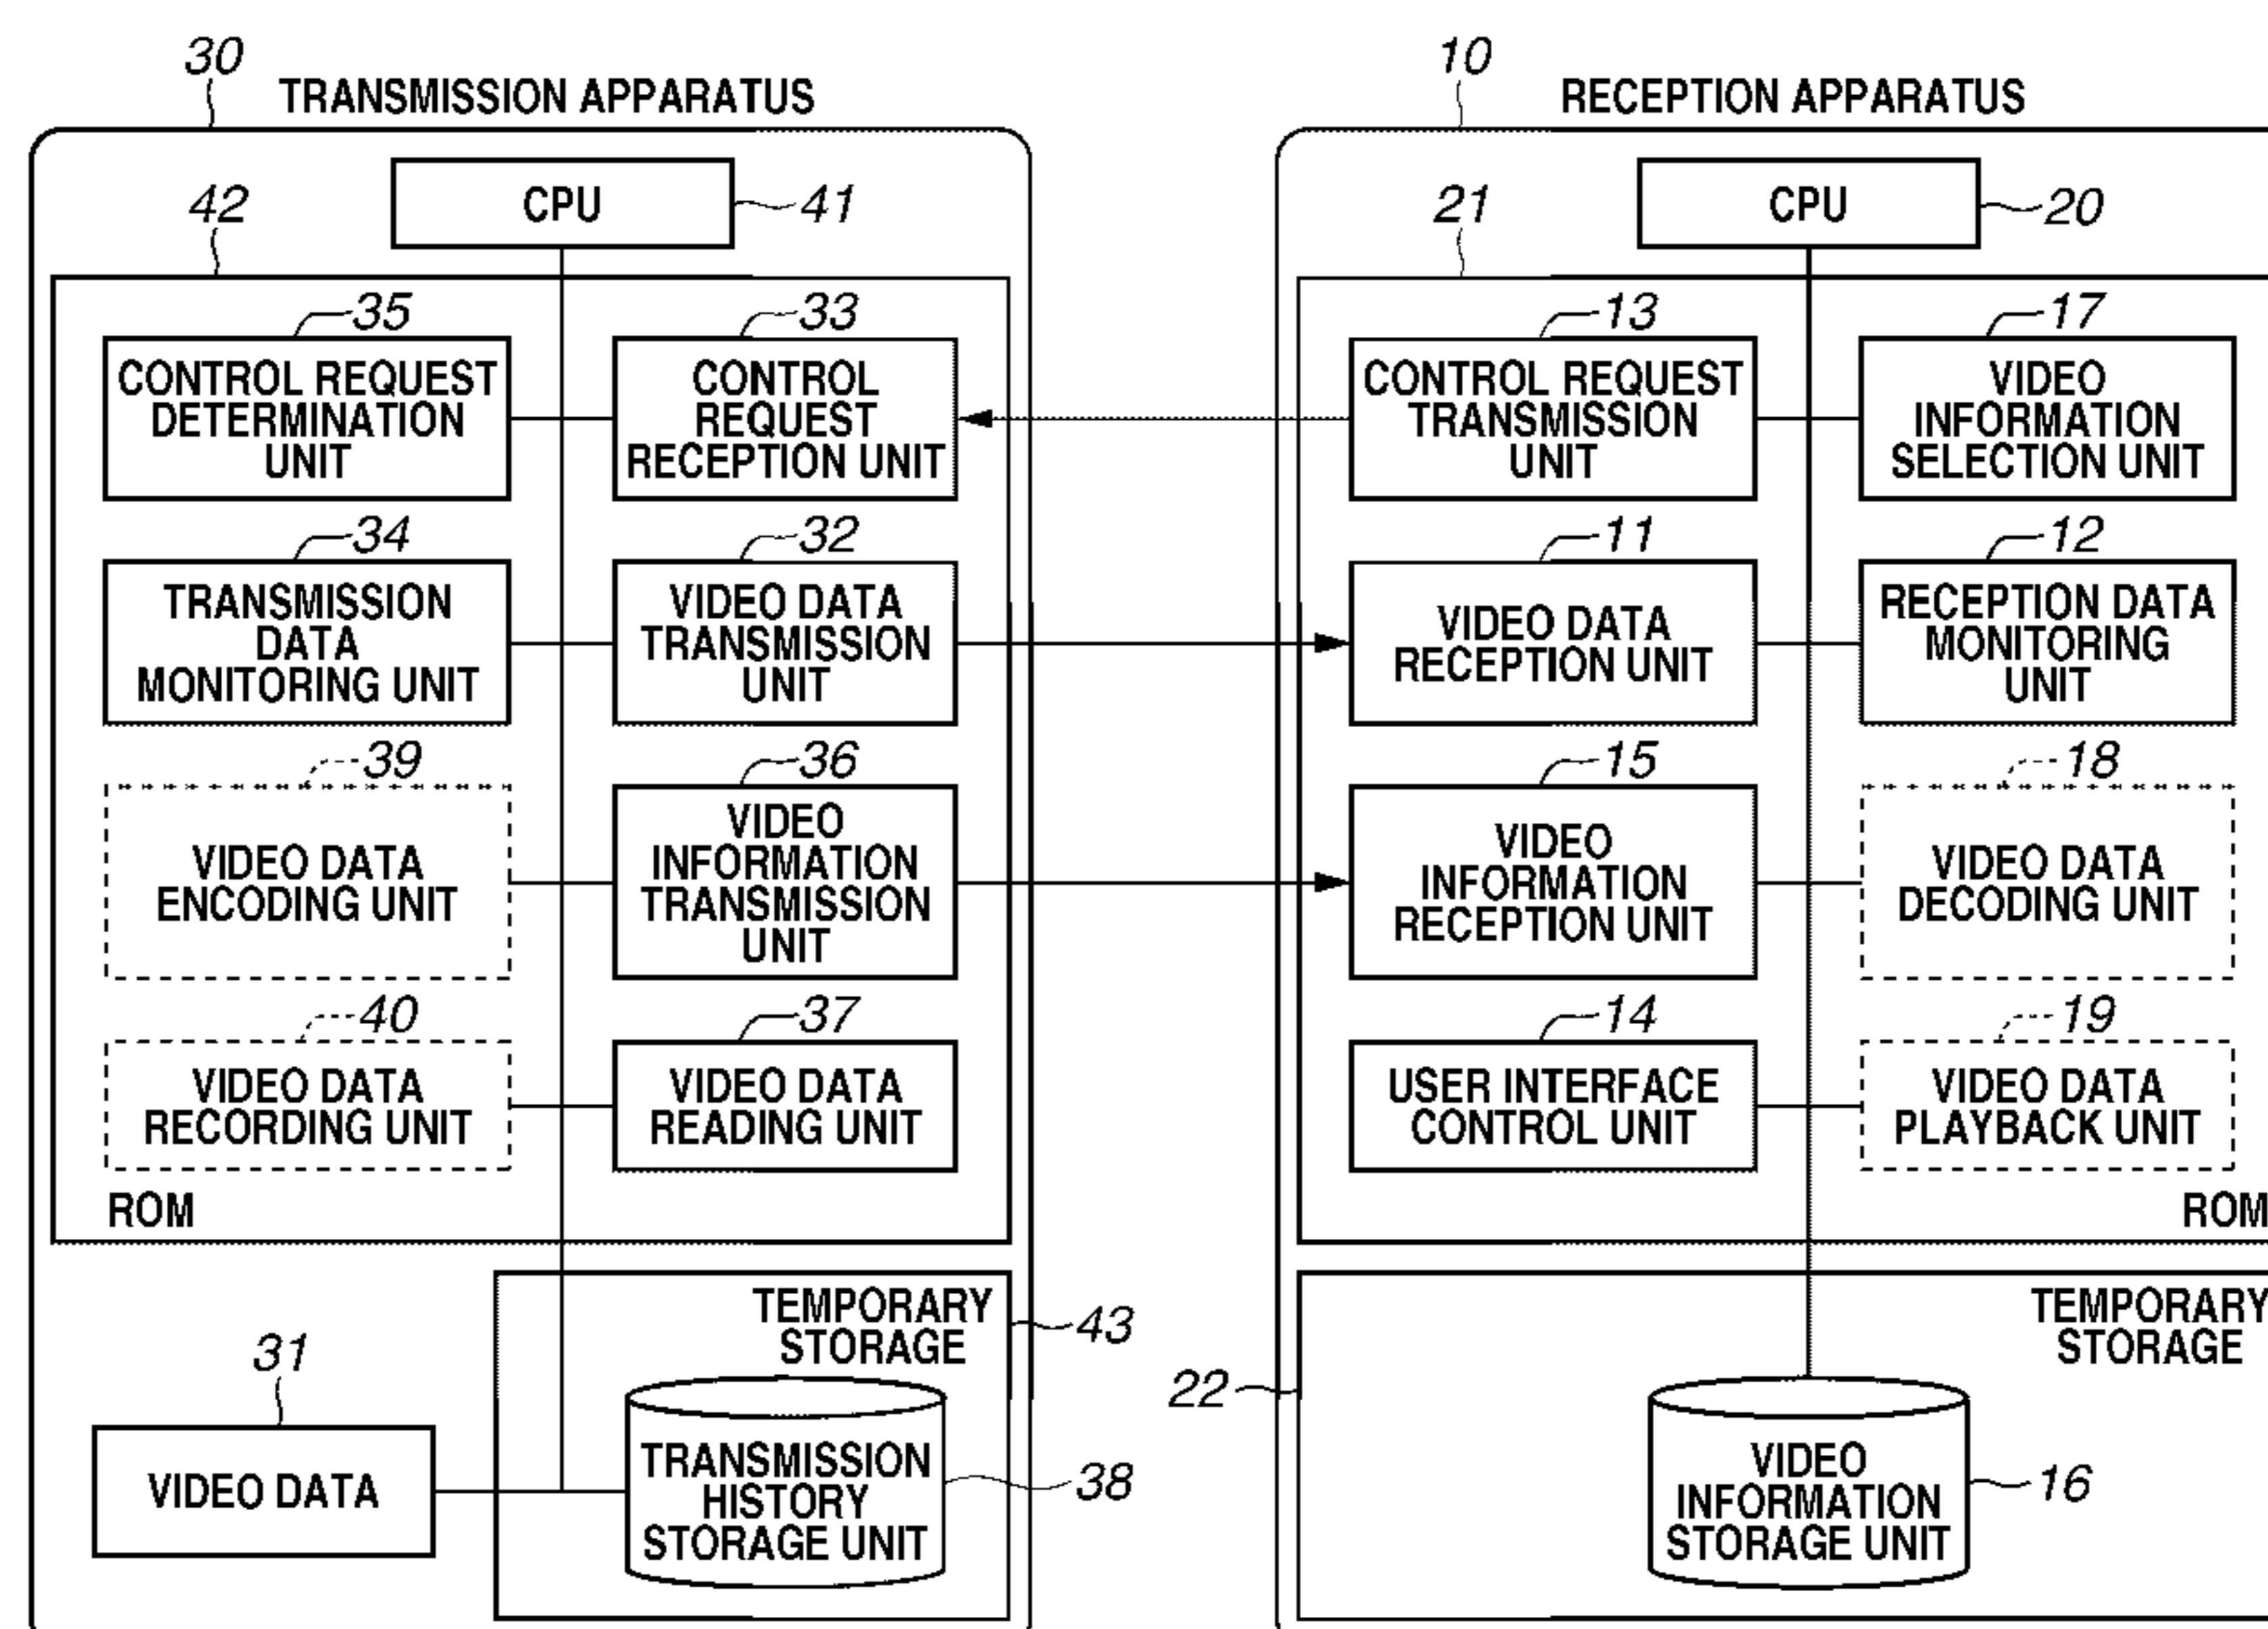 30
TRANSMISSION APPARATUS
10
RECEPTION APPARATUS
42
CPU
41
21
CPU
20
35
CONTROL REQUEST
DETERMINATION
UNIT
33
CONTROL
REQUEST
RECEPTION UNIT
13
CONTROL REQUEST
TRANSMISSION
UNIT
17
VIDEO
INFORMATION
SELECTION UNIT
34
TRANSMISSION
DATA
MONITORING UNIT
32
VIDEO DATA
TRANSMISSION
UNIT
11
VIDEO DATA
RECEPTION UNIT
12
RECEPTION DATA
MONITORING
UNIT
39
VIDEO DATA
ENCODING UNIT
36
VIDEO
INFORMATION
TRANSMISSION
UNIT
15
VIDEO
INFORMATION
RECEPTION UNIT
18
VIDEO DATA
DECODING UNIT
40
VIDEO DATA
RECORDING UNIT
37
VIDEO DATA
READING UNIT
14
USER INTERFACE
CONTROL UNIT
19
VIDEO DATA
PLAYBACK UNIT
ROM
ROM
TEMPORARY
STORAGE
43
TEMPORARY
STORAGE
22
31
VIDEO DATA
TRANSMISSION
HISTORY
STORAGE UNIT
38
VIDEO
INFORMATION
STORAGE UNIT
16